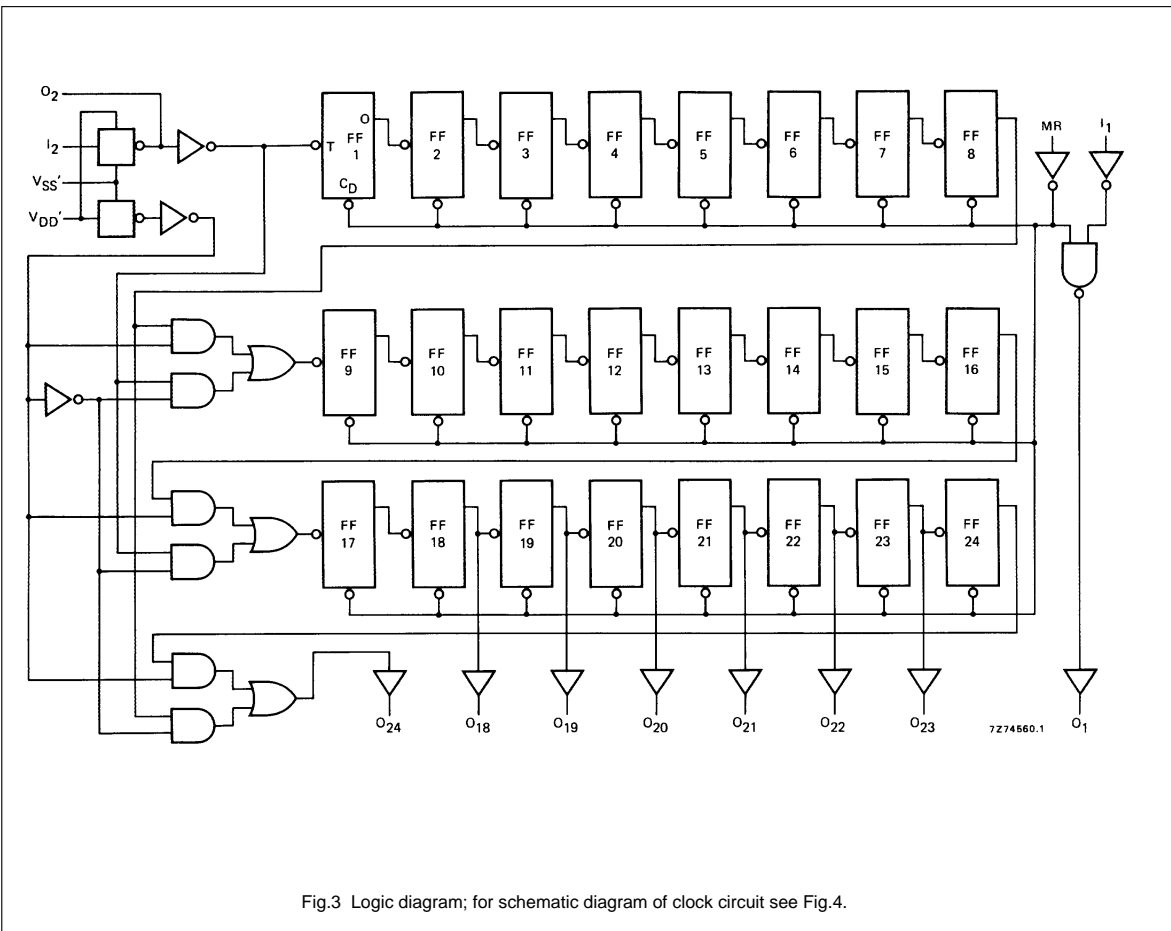 O2
I2
VSS'
VDD'
T
O
FF
1
CD
FF
2
FF
3
FF
4
FF
5
FF
6
FF
7
FF
8
MR
I1
FF
9
FF
10
FF
11
FF
12
FF
13
FF
14
FF
15
FF
16
FF
17
FF
18
FF
19
FF
20
FF
21
FF
22
FF
23
FF
24
O24
O18
O19
O20
O21
O22
O23
7Z74560.1
O1
Fig.3 Logic diagram; for schematic diagram of clock circuit see Fig.4.